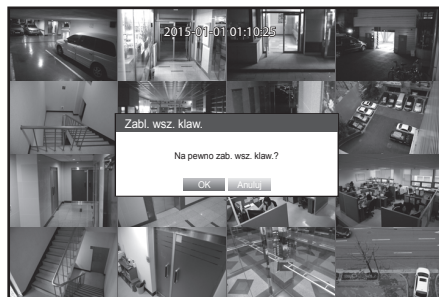 2015-01-01 01:10:25
Zabl. wsz. klaw.
Na pewno zab. wsz. klaw.?
OK Anuluj